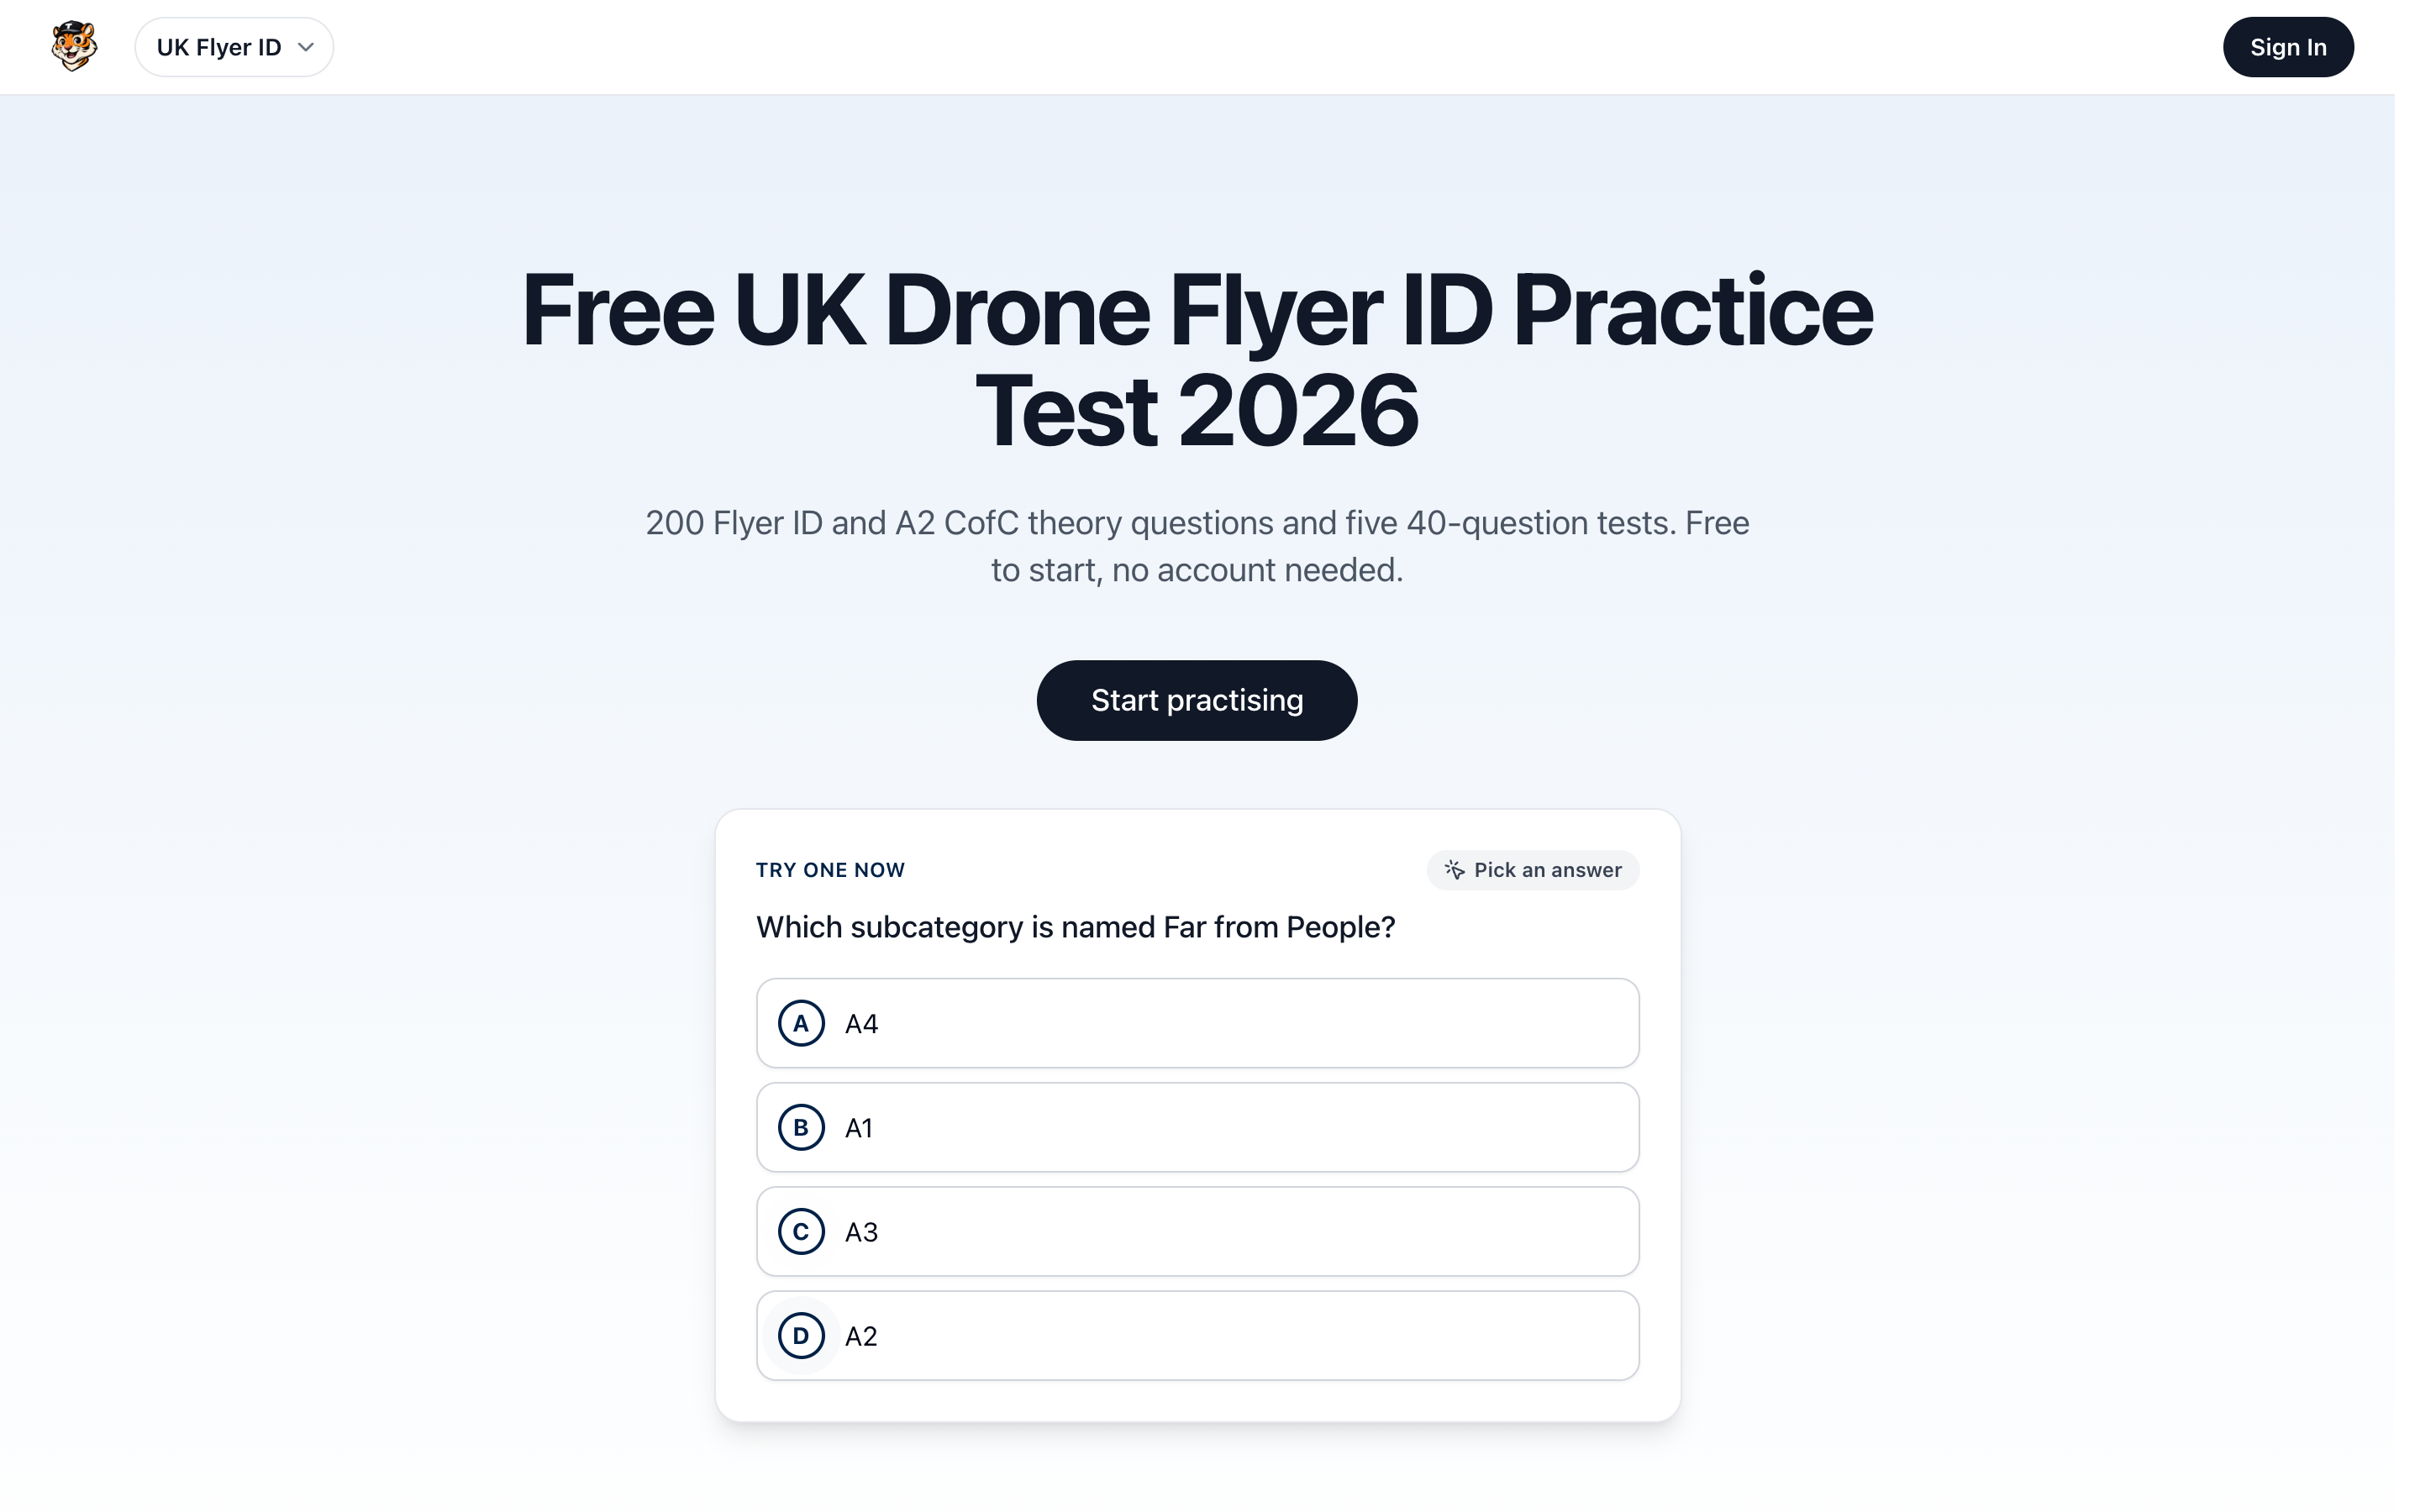 UK Flyer ID
Sign In
Free UK Drone Flyer ID Practice
Test 2026
200 Flyer ID and A2 CofC theory questions and five 40-question tests. Free
to start, no account needed.
Start practising
TRY ONE NOW
Pick an answer
Which subcategory is named Far from People?
A A4
B A1
C A3
D A2